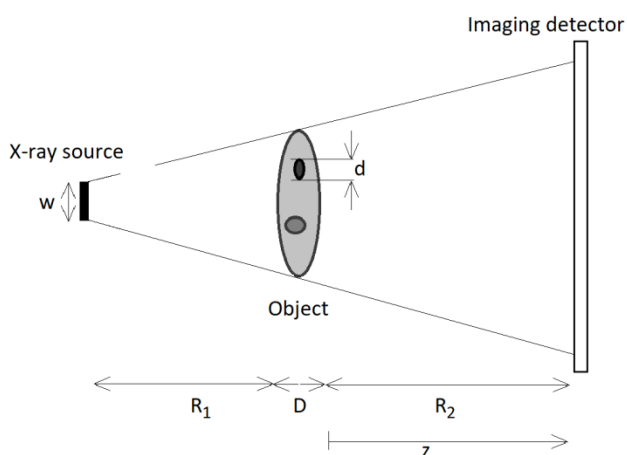 Imaging detector
X-ray source
w
d
Object
R₁
D
R₂
z